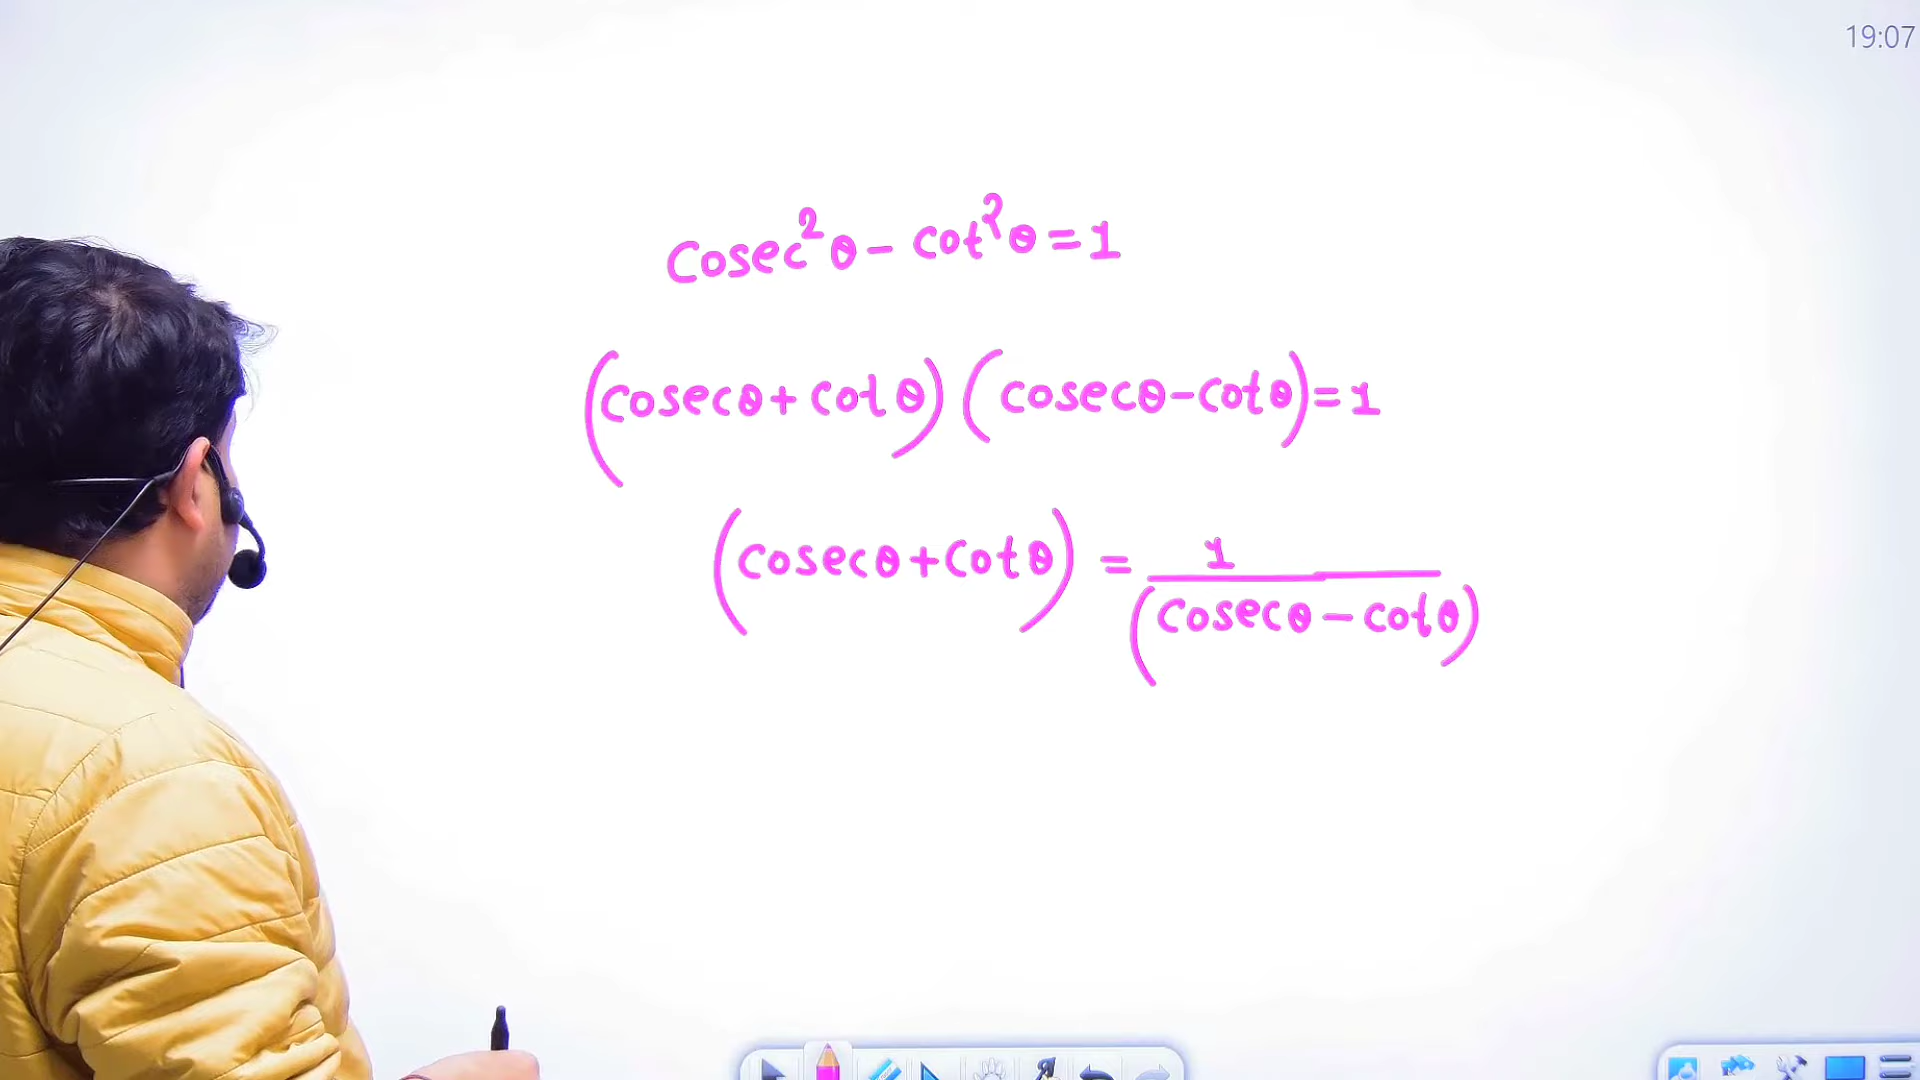 19:07
cosec²θ - cot²θ = 1
(cosecθ + cotθ) (cosecθ - cotθ) = 1
(cosecθ + cotθ) = 1 / (cosecθ - cotθ)